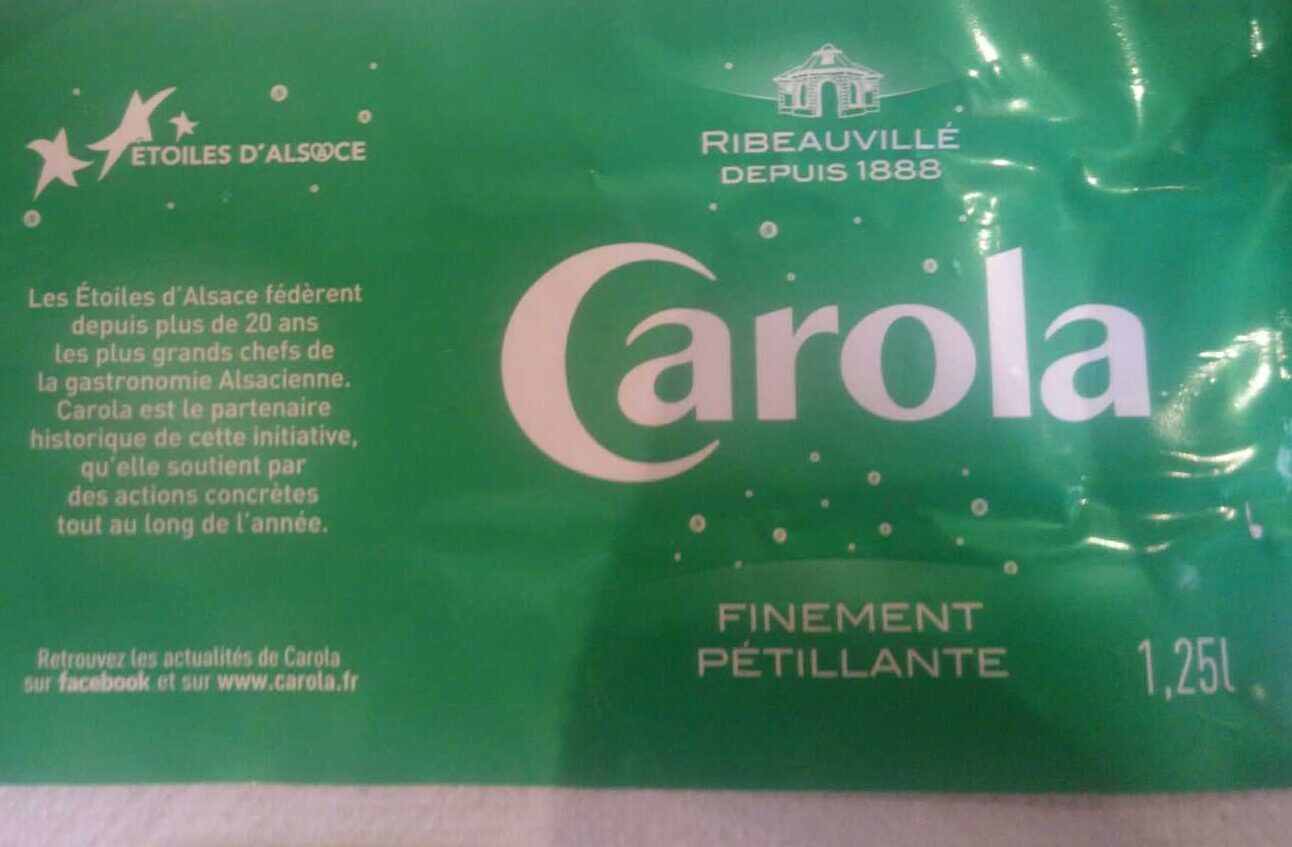 ÉTOILES D'ALSACE
Les Étoiles d'Alsace fédèrent
depuis plus de 20 ans
les plus grands chefs de
la gastronomie Alsacienne.
Carola est le partenaire
historique de cette initiative,
qu'elle soutient par
des actions concrètes
tout au long de l'année.
Retrouvez les actualités de Carola
sur facebook et sur www.carola.fr
RIBEAUVILLÉ
DEPUIS 1888
Carola
FINEMENT
PÉTILLANTE
1,25l